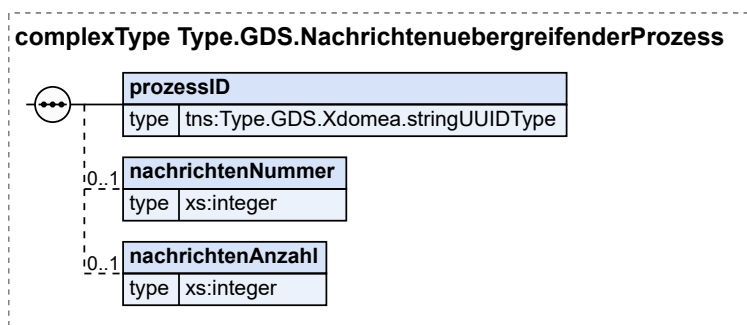 complexType Type.GDS.NachrichtenuebergreifenderProzess
prozessID
type tns:Type.GDS.Xdomea.stringUUIDType
0..1 nachrichtenNummer
type xs:integer
0..1 nachrichtenAnzahl
type xs:integer